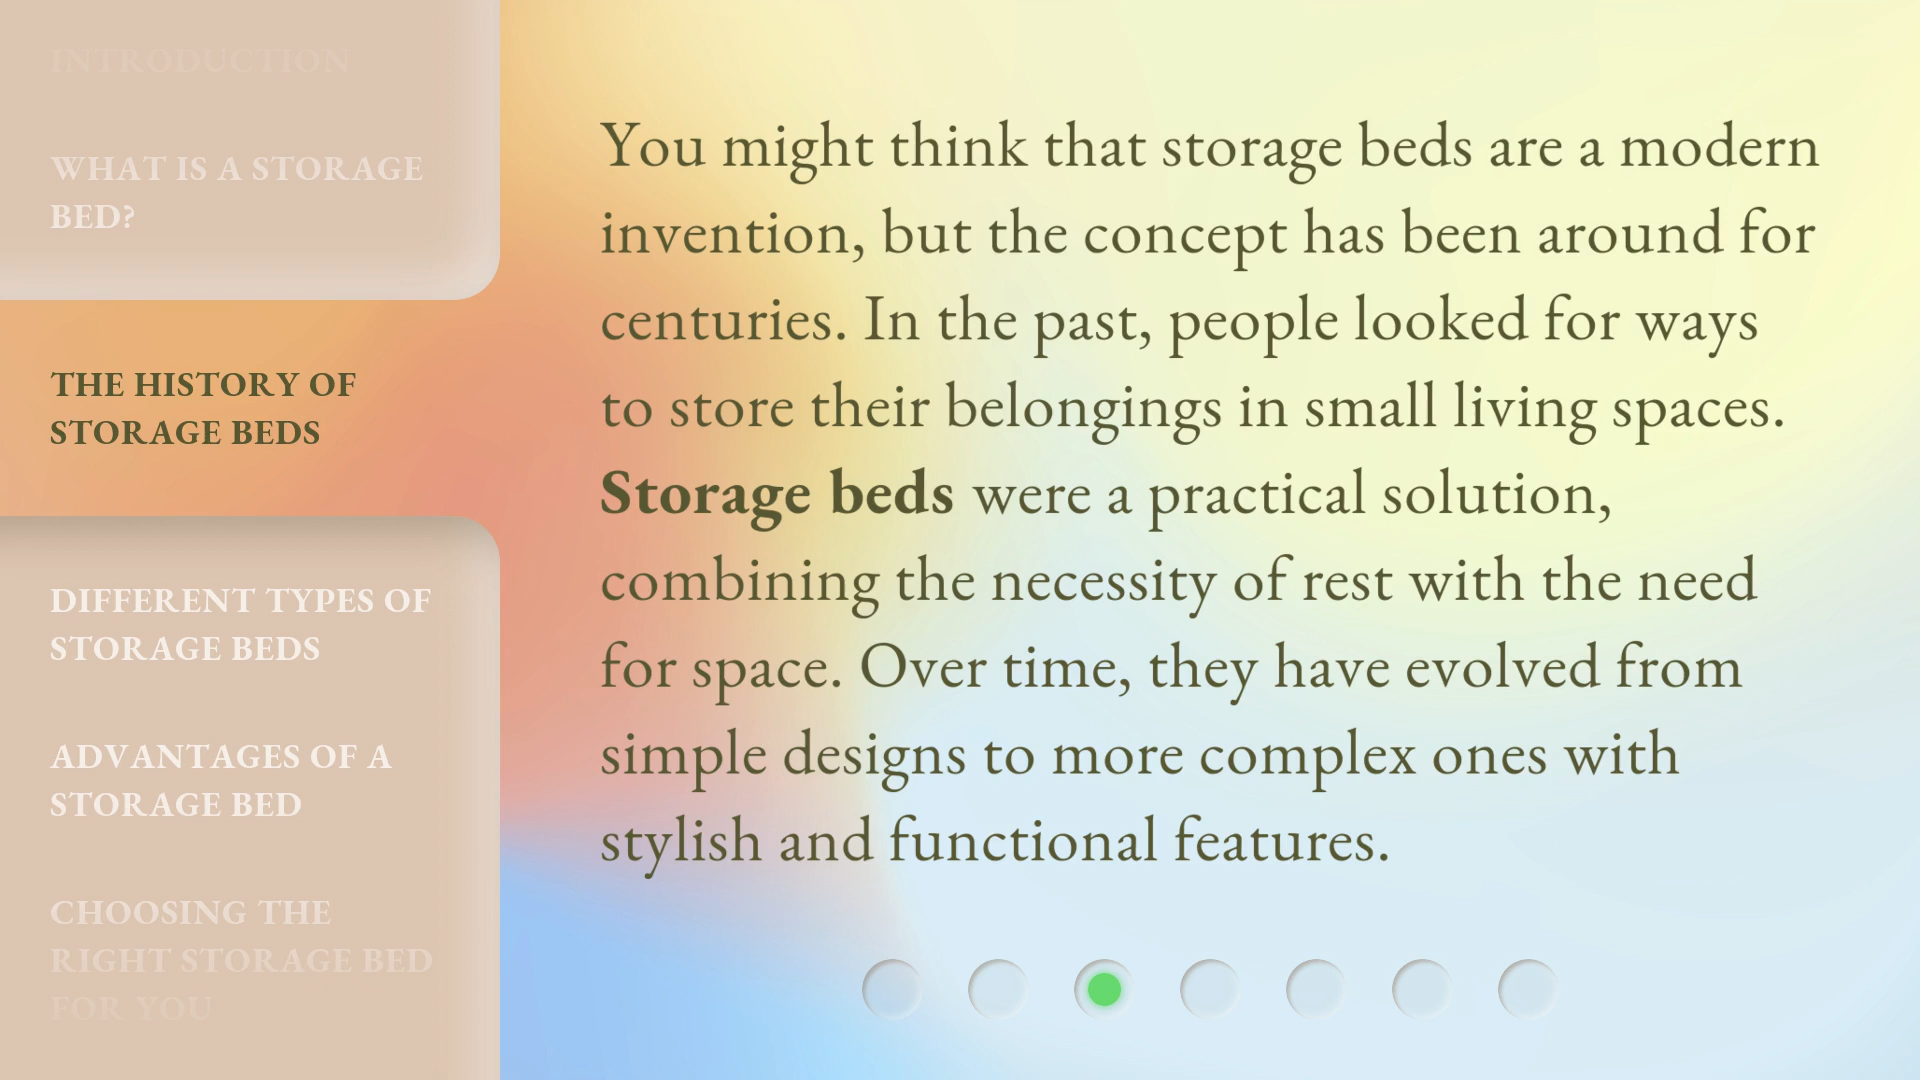 INTRODUCTION
WHAT IS A STORAGE
BED?
THE HISTORY OF
STORAGE BEDS
DIFFERENT TYPES OF
STORAGE BEDS
ADVANTAGES OF A
STORAGE BED
CHOOSING THE
RIGHT STORAGE BED
FOR YOU
You might think that storage beds are a modern
invention, but the concept has been around for
centuries. In the past, people looked for ways
to store their belongings in small living spaces.
Storage beds were a practical solution,
combining the necessity of rest with the need
for space. Over time, they have evolved from
simple designs to more complex ones with
stylish and functional features.